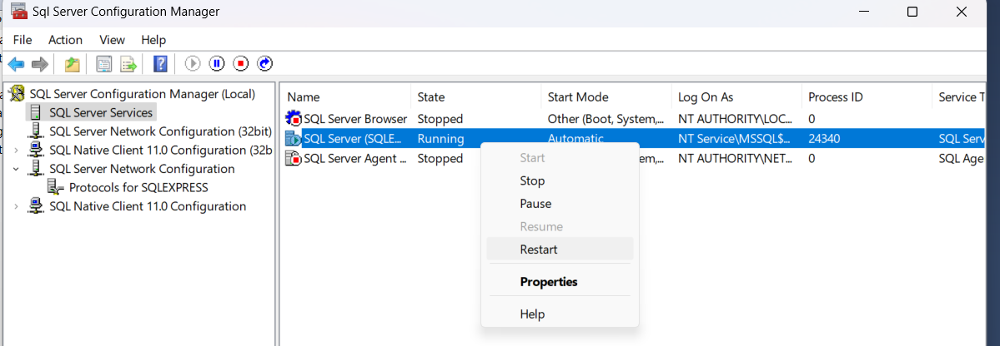 Sql Server Configuration Manager
File Action View Help
SQL Server Configuration Manager (Local)
SQL Server Services
SQL Server Network Configuration (32bit)
SQL Native Client 11.0 Configuration (32b
SQL Server Network Configuration
Protocols for SQLEXPRESS
SQL Native Client 11.0 Configuration
Name State Start Mode Log On As Process ID Service T
SQL Server Browser Stopped Other (Boot, System,... NT AUTHORITY\LOC... 0
SQL Server (SQLE... Running Automatic NT Service\MSSQL$... 24340 SQL Serv
SQL Server Agent ... Stopped em,... NT AUTHORITY\NET... 0 SQL Age
Start
Stop
Pause
Resume
Restart
Properties
Help